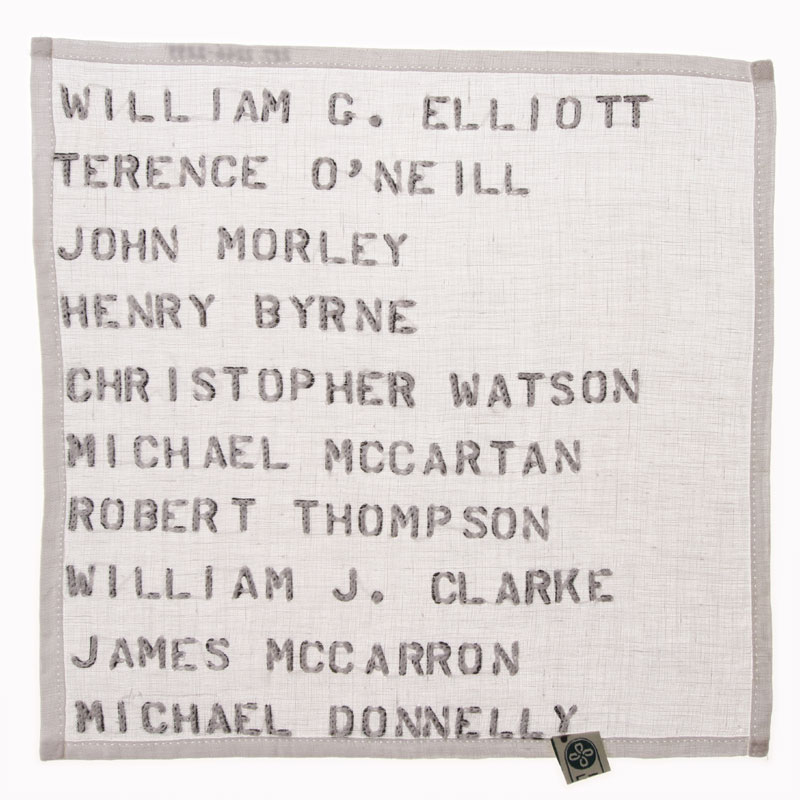 WILLIAM G. ELLIOTT
TERENCE O'NEILL
JOHN MORLEY
HENRY BYRNE
CHRISTOPHER WATSON
MICHAEL MCCARTAN
ROBERT THOMPSON
WILLIAM J. CLARKE
JAMES MCCARRON
MICHAEL DONNELLY